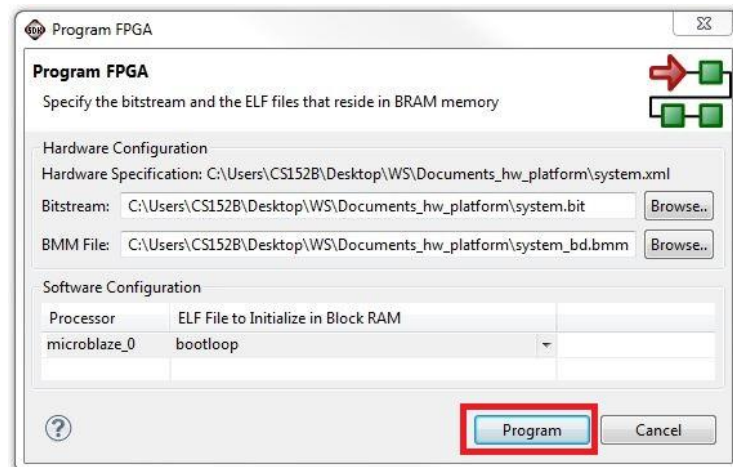 SDK Program FPGA
Program FPGA
Specify the bitstream and the ELF files that reside in BRAM memory
Hardware Configuration
Hardware Specification: C:\Users\CS152B\Desktop\WS\Documents_hw_platform\system.xml
Bitstream: C:\Users\CS152B\Desktop\WS\Documents_hw_platform\system.bit Browse..
BMM File: C:\Users\CS152B\Desktop\WS\Documents_hw_platform\system_bd.bmm Browse..
Software Configuration
Processor ELF File to Initialize in Block RAM
microblaze_0 bootloop
? Program Cancel